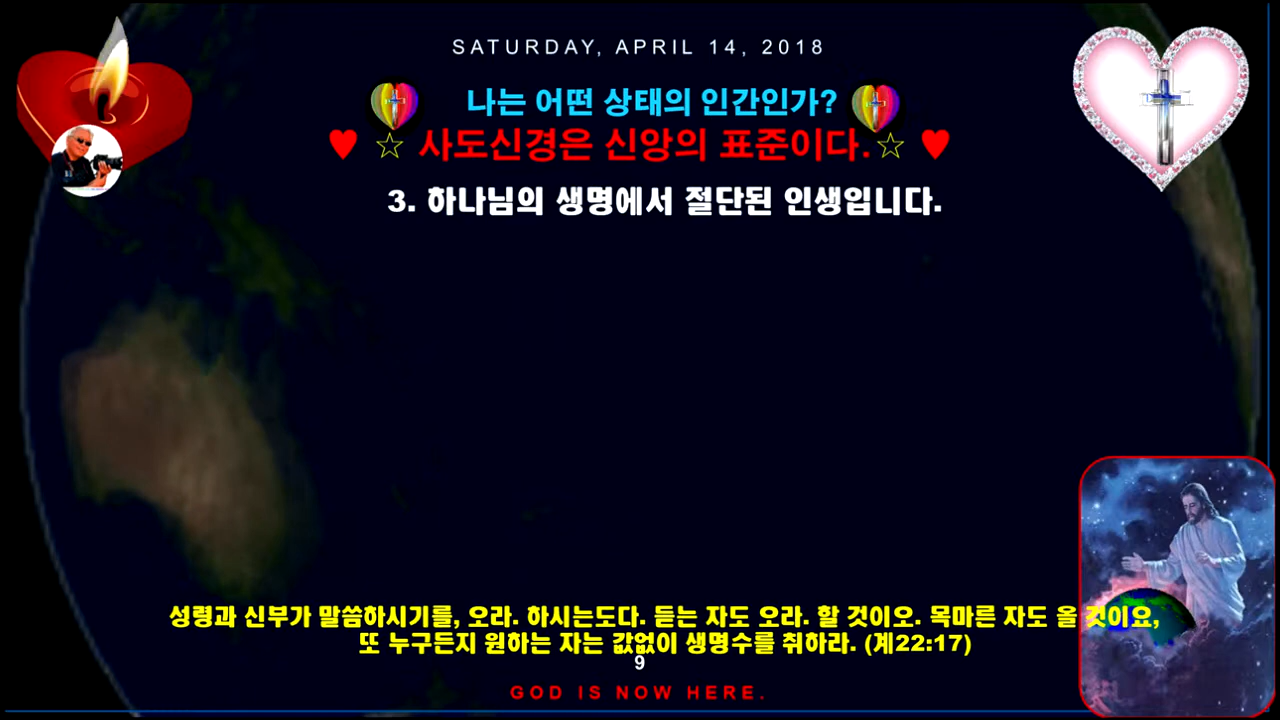 SATURDAY, APRIL 14, 2018
나는 어떤 상태의 인간인가?
♥ ☆ 사도신경은 신앙의 표준이다.☆ ♥
3. 하나님의 생명에서 절단된 인생입니다.
성령과 신부가 말씀하시기를, 오라. 하시는도다. 듣는 자도 오라. 할 것이오. 목마른 자도 올 것이요,
또 누구든지 원하는 자는 값없이 생명수를 취하라. (계22:17)
9
GOD IS NOW HERE.